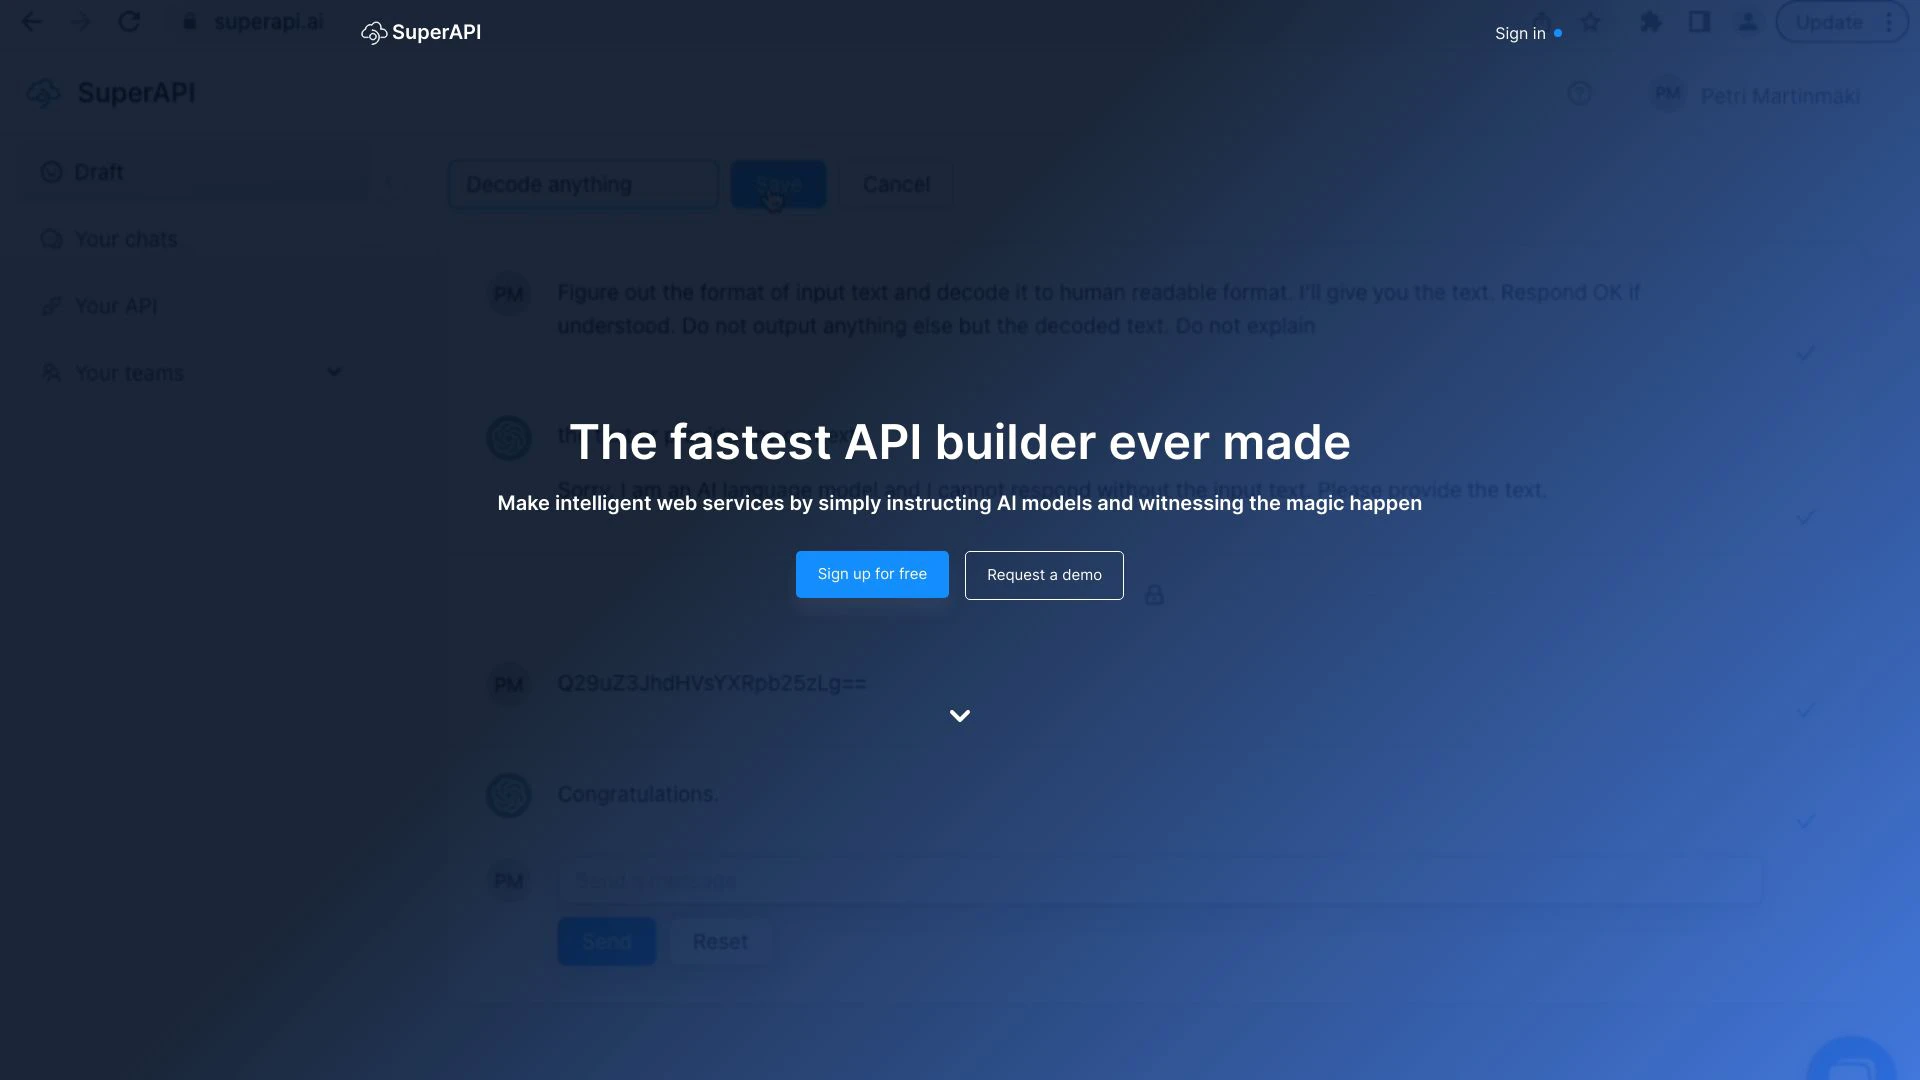 superapi.ai
SuperAPI
Sign in
Update
SuperAPI
PM
Petri Martinmäki
Draft
Decode anything
Save
Cancel
Your chats
PM
Figure out the format of input text and decode it to human readable format. I'll give you the text. Respond OK if
understood. Do not output anything else but the decoded text. Do not explain
Your API
Your teams
The fastest API builder ever made
Sorry, I am an AI language model and I cannot respond without the input text. Please provide the text.
Make intelligent web services by simply instructing AI models and witnessing the magic happen
Sign up for free
Request a demo
PM
Q29uZ3JhdHVsYXRpb25zLg==
Congratulations.
PM
Send a message
Send
Reset